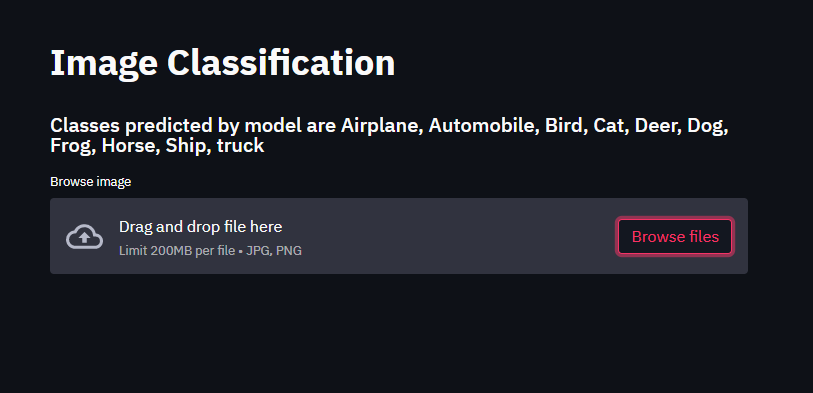 Image Classification
Classes predicted by model are Airplane, Automobile, Bird, Cat, Deer, Dog,
Frog, Horse, Ship, truck
Browse image
Drag and drop file here
Limit 200MB per file • JPG, PNG
Browse files